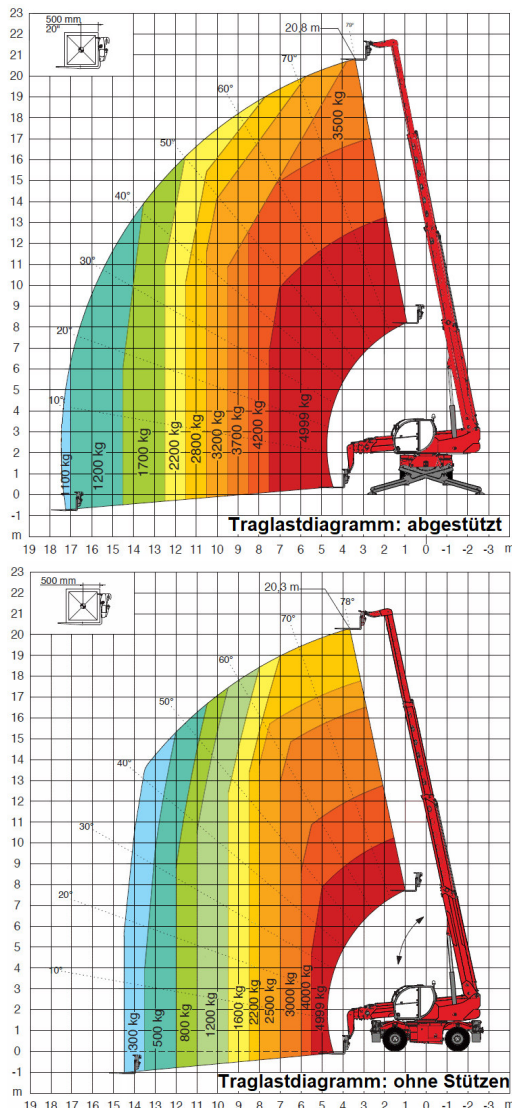 500 mm
20°
20,8 m
79°
70°
60°
50°
40°
30°
20°
10°
3500 kg
1100 kg
1200 kg
1700 kg
2200 kg
2800 kg
3200 kg
3700 kg
4200 kg
4999 kg
23
22
21
20
19
18
17
16
15
14
13
12
11
10
9
8
7
6
5
4
3
2
1
0
-1
m
Traglastdiagramm: abgestützt
19 18 17 16 15 14 13 12 11 10 9 8 7 6 5 4 3 2 1 0 -1 -2 -3 m
500 mm
20,3 m
78°
70°
60°
50°
40°
30°
20°
10°
300 kg
500 kg
800 kg
1200 kg
1600 kg
2200 kg
2500 kg
3000 kg
4000 kg
4999 kg
23
22
21
20
19
18
17
16
15
14
13
12
11
10
9
8
7
6
5
4
3
2
1
0
-1
m
Traglastdiagramm: ohne Stützen
19 18 17 16 15 14 13 12 11 10 9 8 7 6 5 4 3 2 1 0 -1 -2 -3 m